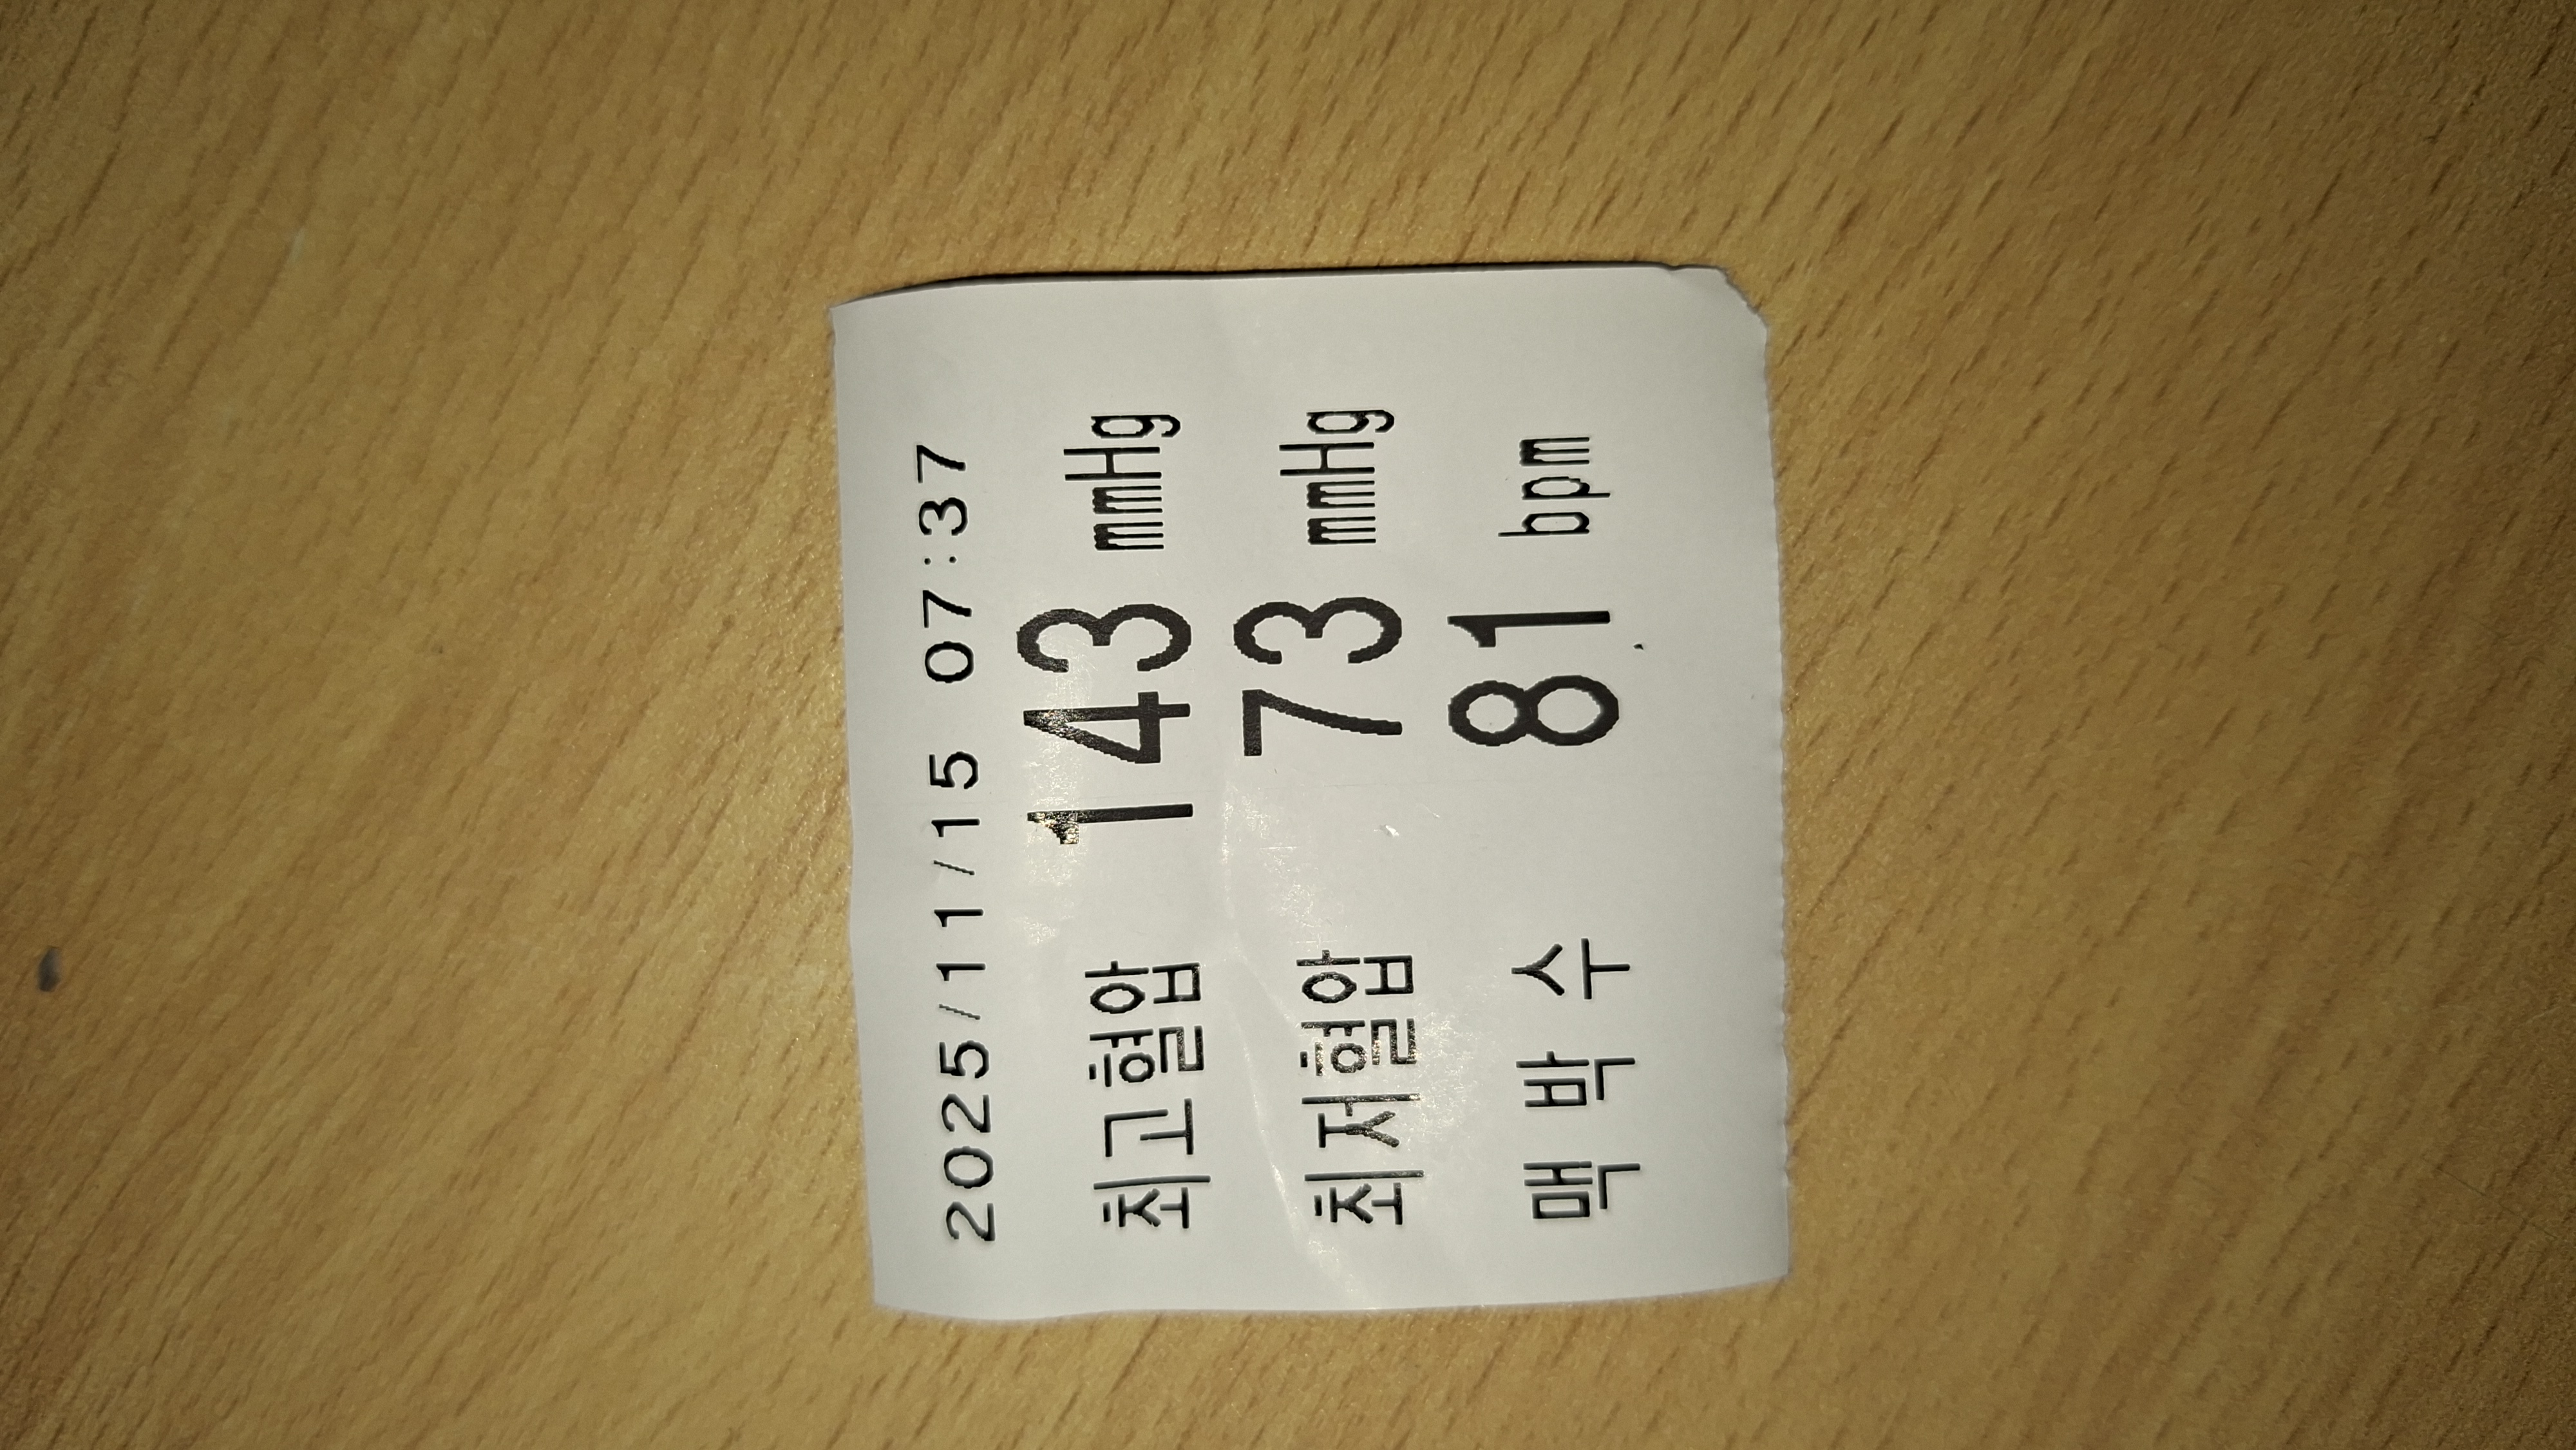 2025/11/15 07:37
최고혈압 143 mmHg
최저혈압 73 mmHg
맥박수 81 bpm